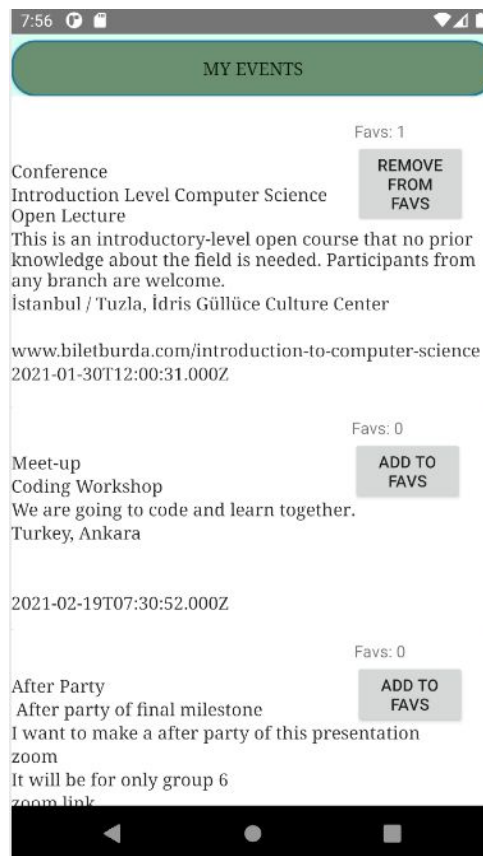 7:56
MY EVENTS
Favs: 1
REMOVE
FROM
FAVS
Conference
Introduction Level Computer Science
Open Lecture
This is an introductory-level open course that no prior
knowledge about the field is needed. Participants from
any branch are welcome.
İstanbul / Tuzla, İdris Güllüce Culture Center
www.biletburda.com/introduction-to-computer-science
2021-01-30T12:00:31.000Z
Favs: 0
ADD TO
FAVS
Meet-up
Coding Workshop
We are going to code and learn together.
Turkey, Ankara
2021-02-19T07:30:52.000Z
Favs: 0
ADD TO
FAVS
After Party
After party of final milestone
I want to make a after party of this presentation
zoom
It will be for only group 6
zoom link